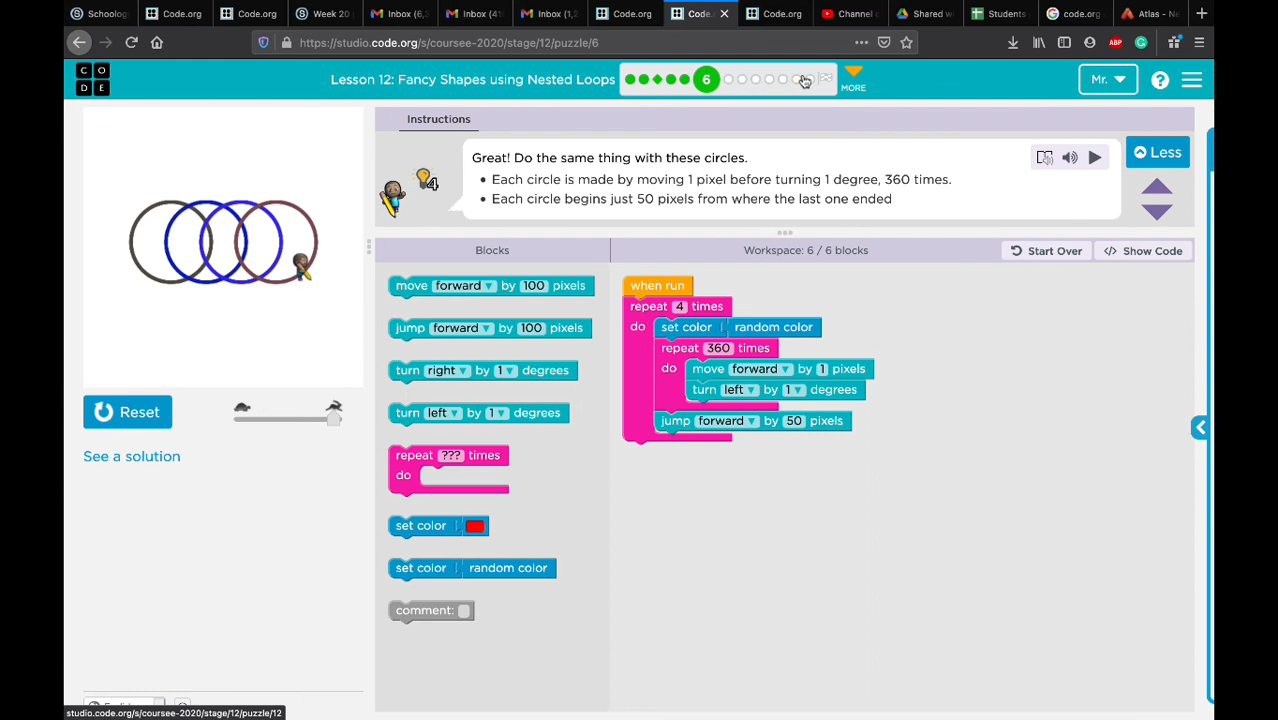 Schoology
Code.org
Code.org
Week 20
Inbox (6,
Inbox (41
Inbox (1,2
Code.org
Code.
Code.org
Channel c
Shared w
Students
code.org
Atlas - Ne
https://studio.code.org/s/coursee-2020/stage/12/puzzle/6
C O
D E
Lesson 12: Fancy Shapes using Nested Loops
6
MORE
Mr.
Instructions
Great! Do the same thing with these circles.
Each circle is made by moving 1 pixel before turning 1 degree, 360 times.
Each circle begins just 50 pixels from where the last one ended
4
Less
Blocks
Workspace: 6 / 6 blocks
Start Over
Show Code
move forward by 100 pixels
jump forward by 100 pixels
turn right by 1 degrees
turn left by 1 degrees
repeat ??? times
do
set color
set color random color
comment:
when run
repeat 4 times
do set color random color
repeat 360 times
do move forward by 1 pixels
turn left by 1 degrees
jump forward by 50 pixels
Reset
See a solution
studio.code.org/s/coursee-2020/stage/12/puzzle/12